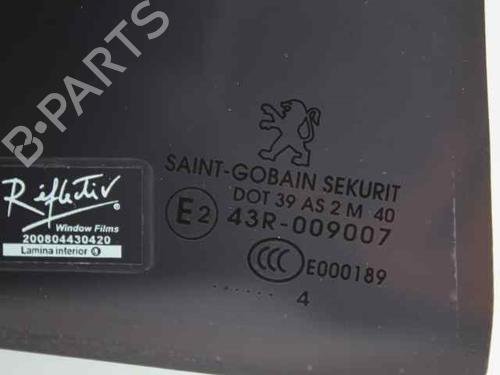 B-PARTS
SAINT-GOBAIN SEKURIT
DOT 39 AS 2 M 40
E2 43R-009007
CCC E000189
...... 4
Réflectiv
Window Films
200804430420
Lamina interior